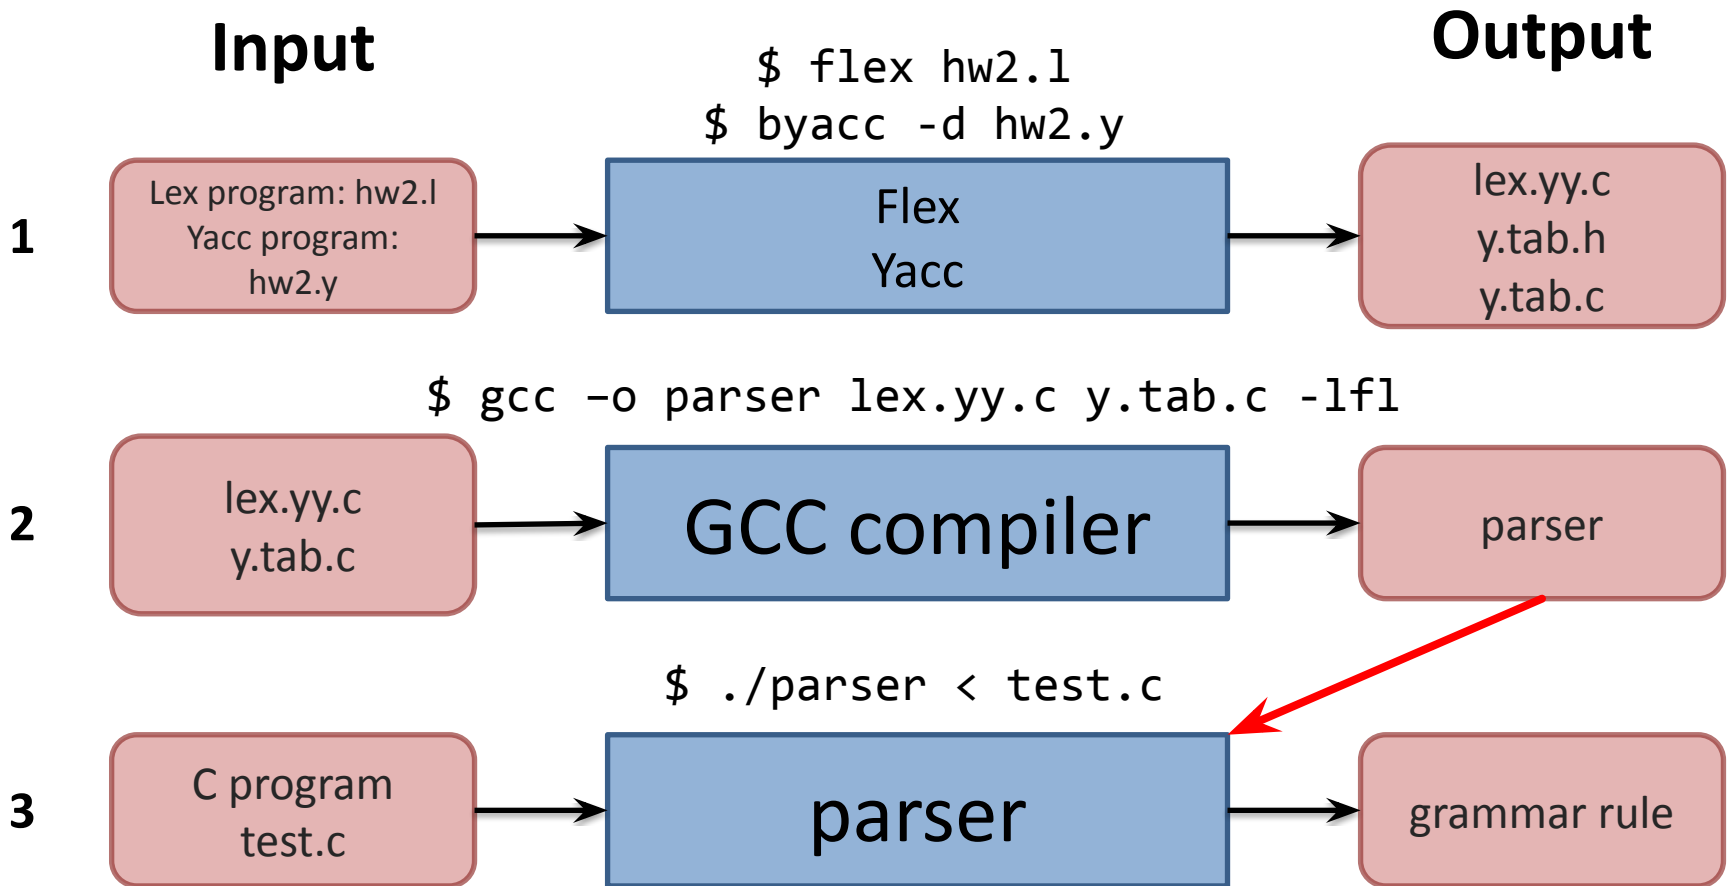 Input
Output
$ flex hw2.l
$ byacc -d hw2.y
1
Lex program: hw2.l
Yacc program:
hw2.y
Flex
Yacc
lex.yy.c
y.tab.h
y.tab.c
$ gcc –o parser lex.yy.c y.tab.c -lfl
2
lex.yy.c
y.tab.c
GCC compiler
parser
$ ./parser < test.c
3
C program
test.c
parser
grammar rule